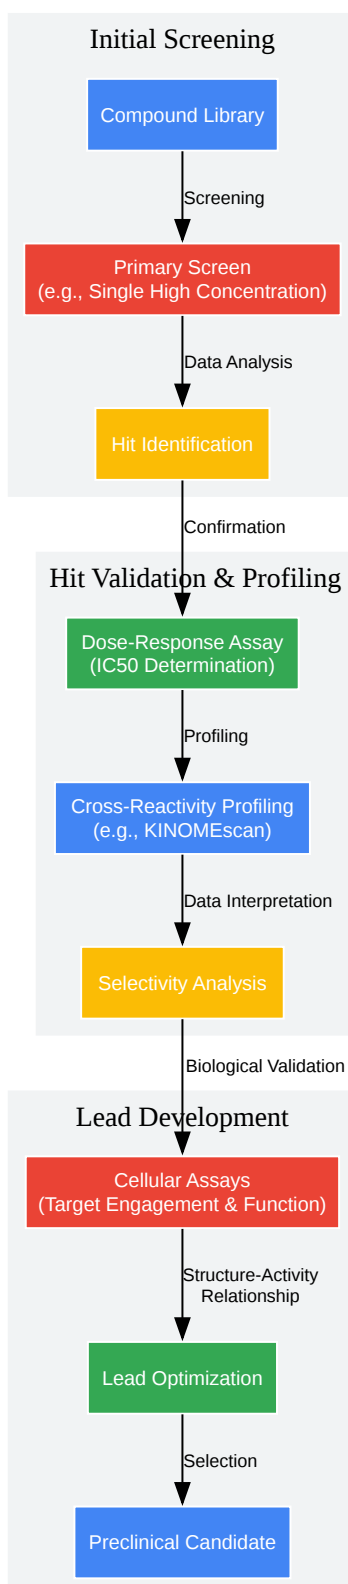 Initial Screening
Compound Library
Screening
Primary Screen
(e.g., Single High Concentration)
Data Analysis
Hit Identification
Confirmation
Hit Validation & Profiling
Dose-Response Assay
(IC50 Determination)
Profiling
Cross-Reactivity Profiling
(e.g., KINOMEscan)
Data Interpretation
Selectivity Analysis
Biological Validation
Lead Development
Cellular Assays
(Target Engagement & Function)
Structure-Activity
Relationship
Lead Optimization
Selection
Preclinical Candidate